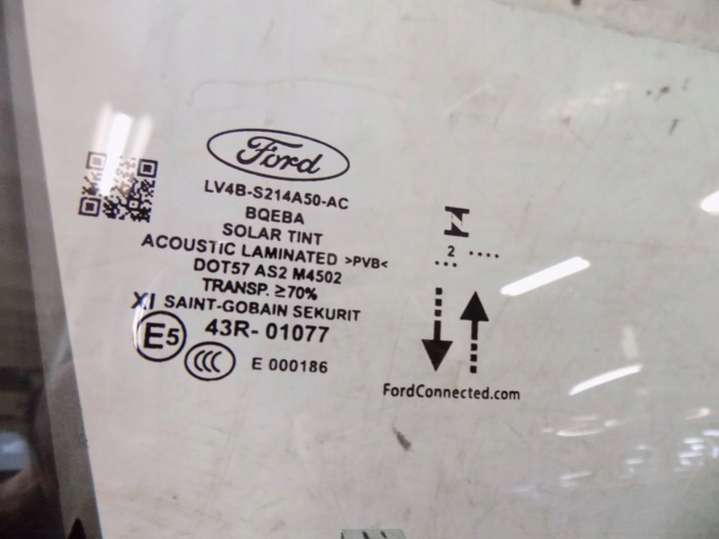 Ford
LV4B-S214A50-AC
BQEBA
SOLAR TINT
ACOUSTIC LAMINATED >PVB<
DOT57 AS2 M4502
TRANSP. ≥70%
XI SAINT-GOBAIN SEKURIT
E5 43R- 01077
CCC E 000186
2 ....
...
FordConnected.com